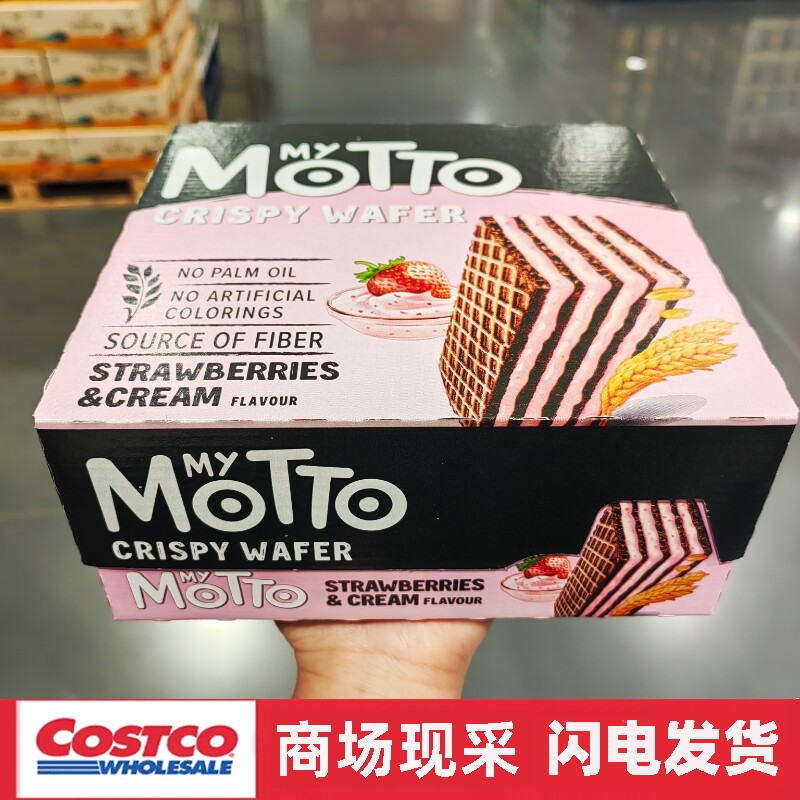 MY
MOTTO
CRISPY WAFER
NO PALM OIL
NO ARTIFICIAL
COLORINGS
SOURCE OF FIBER
STRAWBERRIES
&CREAM FLAVOUR
MY
MOTTO
CRISPY WAFER
MY
MOTTO
STRAWBERRIES
& CREAM FLAVOUR
COSTCO
WHOLESALE
商场现采 闪电发货